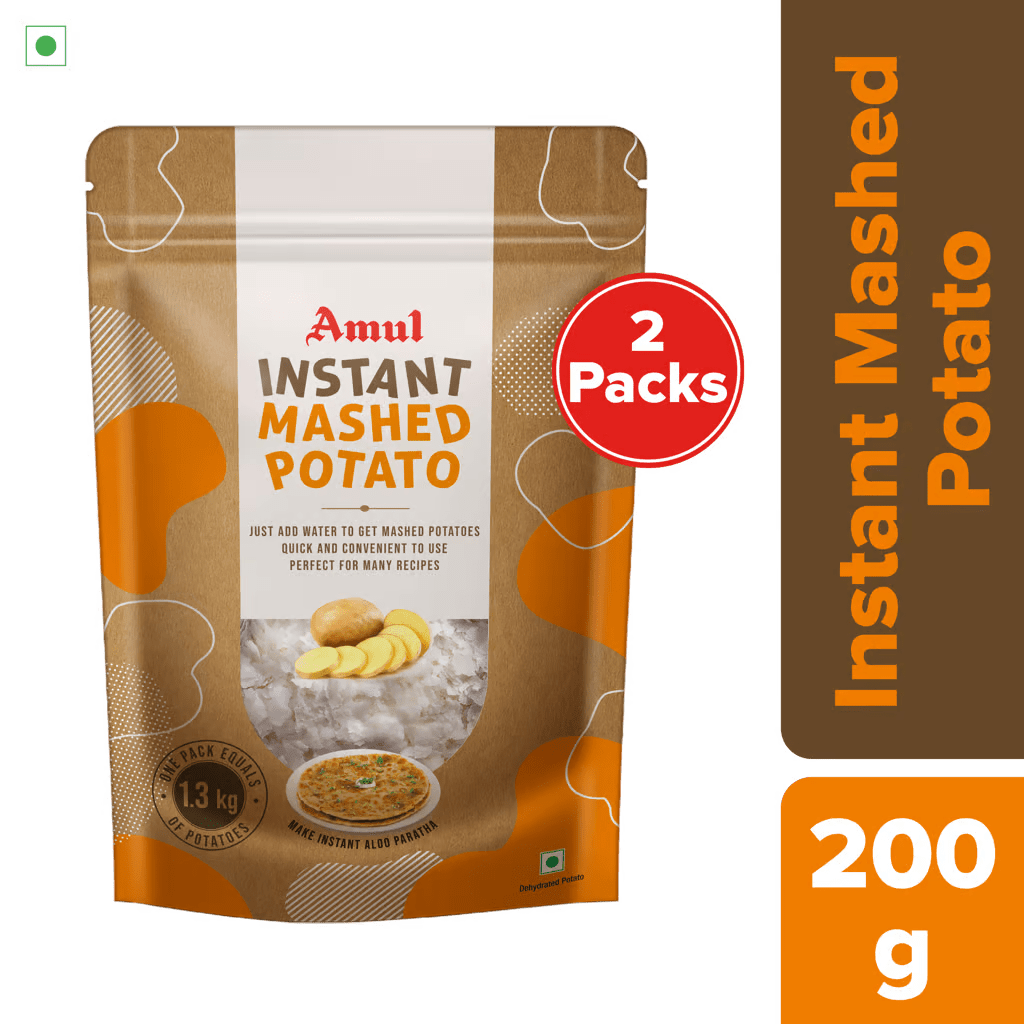 Amul
INSTANT
MASHED
POTATO
JUST ADD WATER TO GET MASHED POTATOES
QUICK AND CONVENIENT TO USE
PERFECT FOR MANY RECIPES
2
Packs
ONE PACK EQUALS
1.3 kg
OF POTATOES
MAKE INSTANT ALOO PARATHA
Dehydrated Potato
Instant Mashed
Potato
200
g